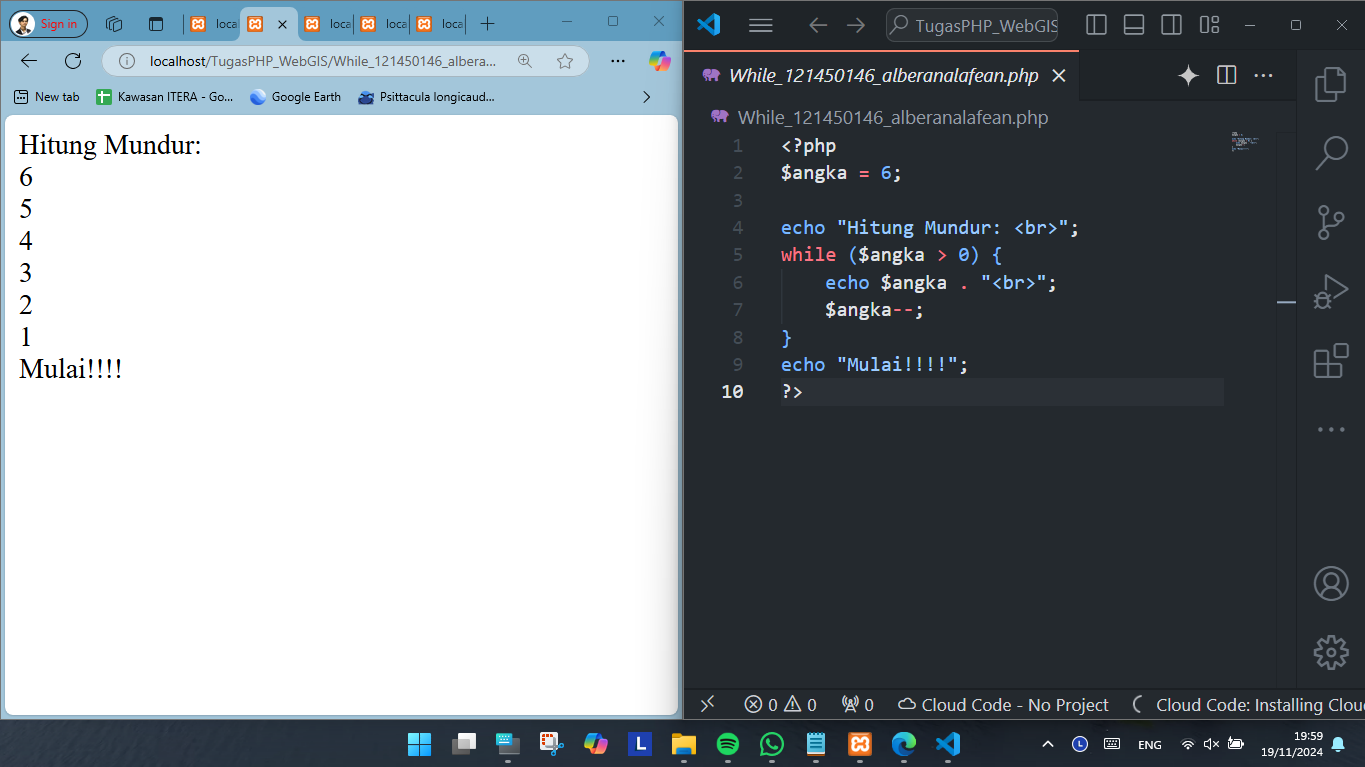 Sign in
loca
loca
loca
loca
localhost/TugasPHP_WebGIS/While_121450146_albera...
New tab
Kawasan ITERA - Go...
Google Earth
Psittacula longicaud...
Hitung Mundur:
6
5
4
3
2
1
Mulai!!!!
TugasPHP_WebGIS
While_121450146_alberanalafean.php
While_121450146_alberanalafean.php
1 <?php
2 $angka = 6;
3
4 echo "Hitung Mundur: <br>";
5 while ($angka > 0) {
6 echo $angka . "<br>";
7 $angka--;
8 }
9 echo "Mulai!!!!";
10 ?>
0 0 0 Cloud Code - No Project Cloud Code: Installing Clou
L
L
ENG
19:59
19/11/2024